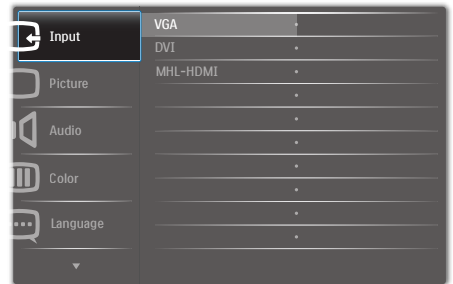 Input
Picture
Audio
Color
Language
VGA
DVI
MHL-HDMI